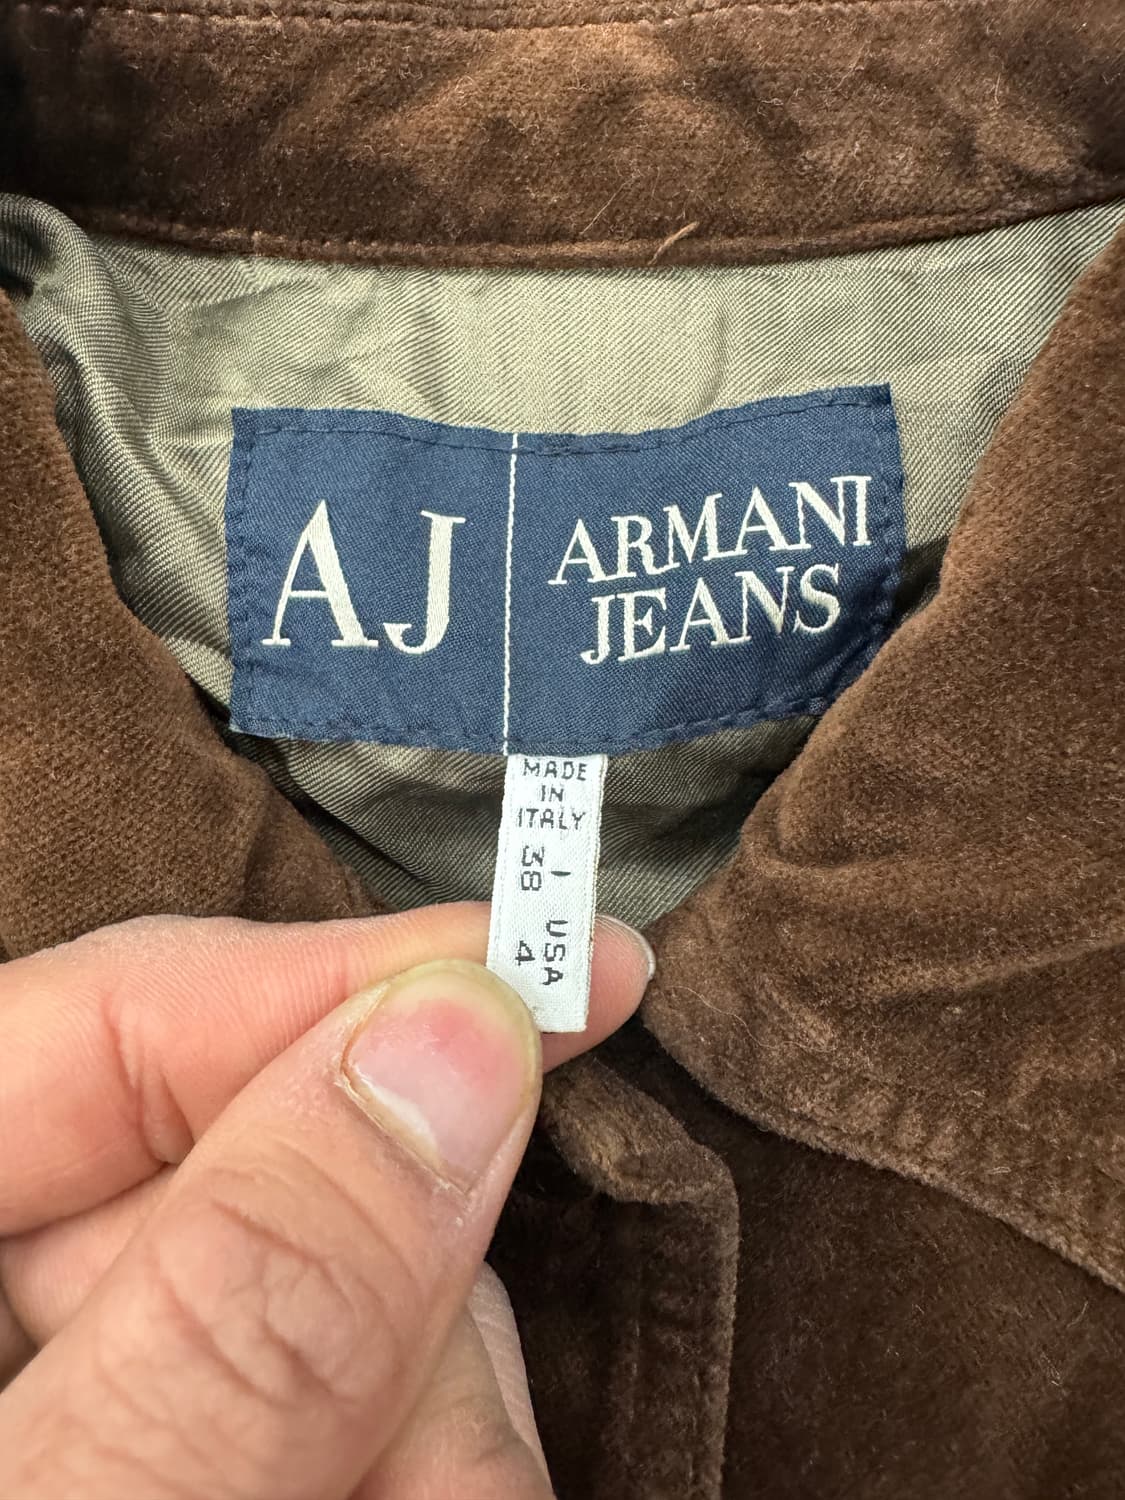 AJ
ARMANI
JEANS
MADE
IN
ITALY
I
38
USA
4